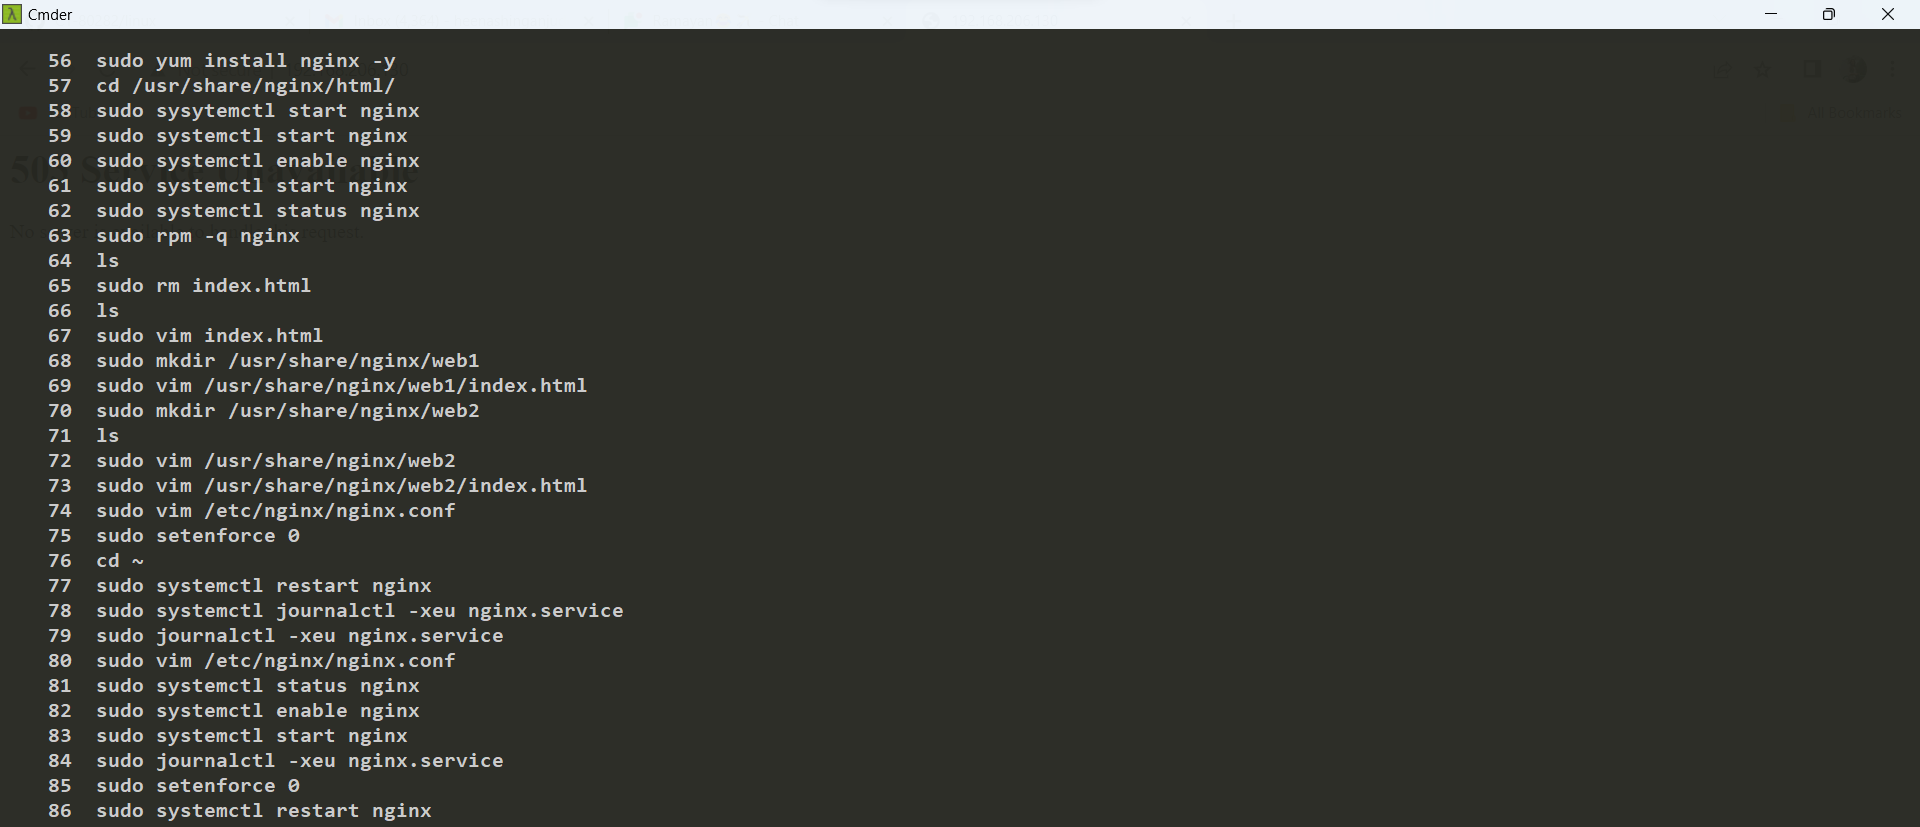 Cmder
56 sudo yum install nginx -y
57 cd /usr/share/nginx/html/
58 sudo sysytemctl start nginx
59 sudo systemctl start nginx
60 sudo systemctl enable nginx
61 sudo systemctl start nginx
62 sudo systemctl status nginx
63 sudo rpm -q nginx
64 ls
65 sudo rm index.html
66 ls
67 sudo vim index.html
68 sudo mkdir /usr/share/nginx/web1
69 sudo vim /usr/share/nginx/web1/index.html
70 sudo mkdir /usr/share/nginx/web2
71 ls
72 sudo vim /usr/share/nginx/web2
73 sudo vim /usr/share/nginx/web2/index.html
74 sudo vim /etc/nginx/nginx.conf
75 sudo setenforce 0
76 cd ~
77 sudo systemctl restart nginx
78 sudo systemctl journalctl -xeu nginx.service
79 sudo journalctl -xeu nginx.service
80 sudo vim /etc/nginx/nginx.conf
81 sudo systemctl status nginx
82 sudo systemctl enable nginx
83 sudo systemctl start nginx
84 sudo journalctl -xeu nginx.service
85 sudo setenforce 0
86 sudo systemctl restart nginx